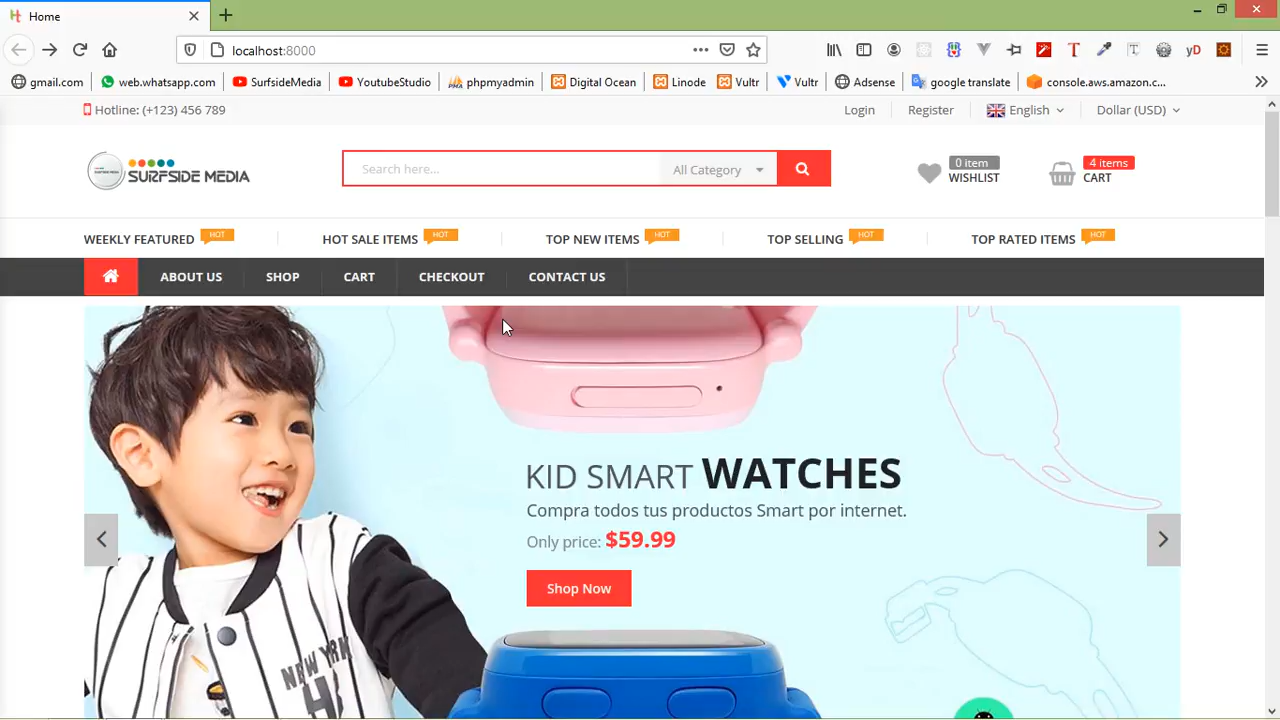 Home
localhost:8000
gmail.com
web.whatsapp.com
SurfsideMedia
YoutubeStudio
phpmyadmin
Digital Ocean
Linode
Vultr
Vultr
Adsense
google translate
console.aws.amazon.c...
Hotline: (+123) 456 789
Login
Register
English
Dollar (USD)
SURFSIDE MEDIA
Search here...
All Category
0 item
WISHLIST
4 items
CART
WEEKLY FEATURED HOT
HOT SALE ITEMS HOT
TOP NEW ITEMS HOT
TOP SELLING HOT
TOP RATED ITEMS HOT
ABOUT US
SHOP
CART
CHECKOUT
CONTACT US
KID SMART WATCHES
Compra todos tus productos Smart por internet.
Only price: $59.99
Shop Now
NEW YORK